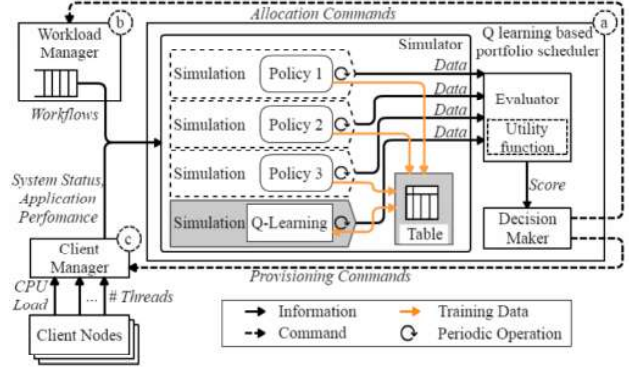 Allocation Commands
b
a
Workload
Manager
Workflows
Simulator
Q learning based
portfolio scheduler
Simulation
Policy 1
Data
Simulation
Policy 2
Data
Data
Simulation
Policy 3
Data
Simulation
Q-Learning
Table
Evaluator
Utility
function
Score
Decision
Maker
System Status,
Application
Perfomance
c
Client
Manager
Provisioning Commands
CPU
Load
...
# Threads
Client Nodes
Information
Training Data
Command
Periodic Operation